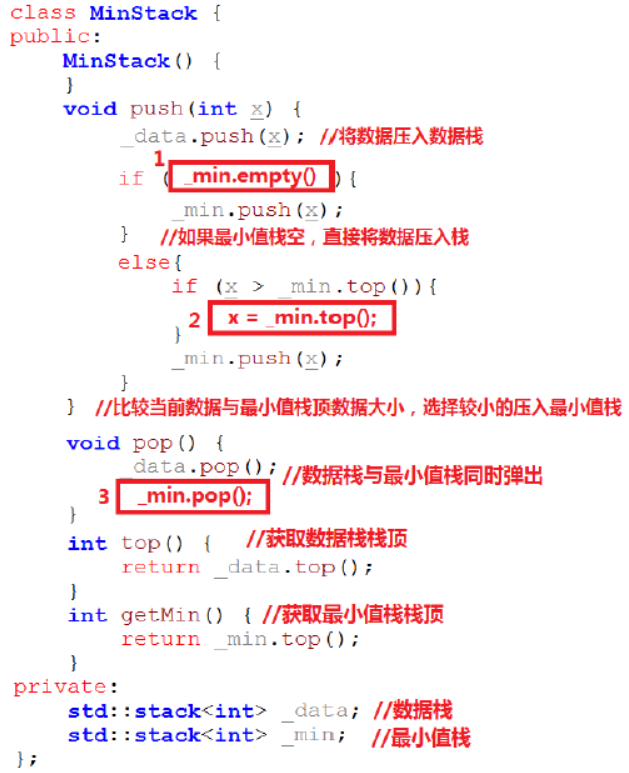 class MinStack {
public:
MinStack() {
}
void push(int x) {
_data.push(x); //将数据压入数据栈
1
if ( _min.empty() ){
_min.push(x);
} //如果最小值栈空，直接将数据压入栈
else{
if (x > _min.top()){
2 x = _min.top();
}
_min.push(x);
}
} //比较当前数据与最小值栈顶数据大小，选择较小的压入最小值栈
void pop() {
_data.pop(); //数据栈与最小值栈同时弹出
3 _min.pop();
}
int top() { //获取数据栈栈顶
return _data.top();
}
int getMin() { //获取最小值栈栈顶
return _min.top();
}
private:
std::stack<int> _data; //数据栈
std::stack<int> _min; //最小值栈
};